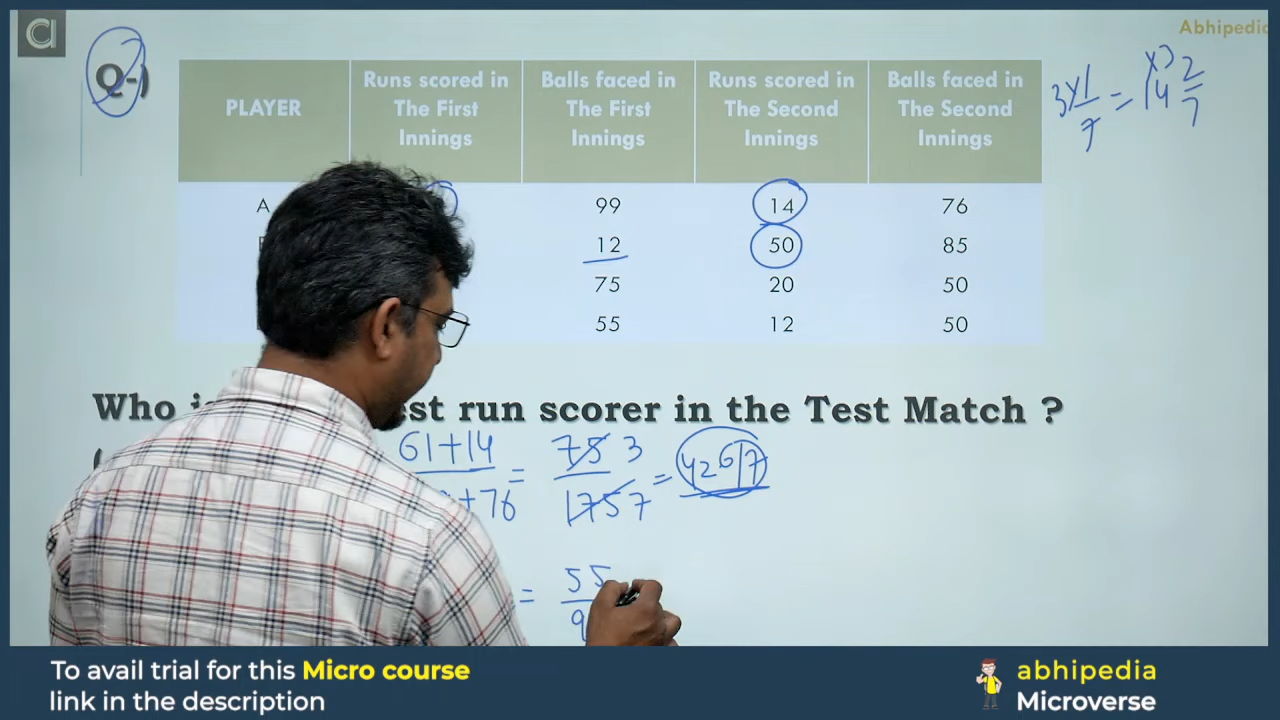 Abhipedia
Q-)
PLAYER
Runs scored in The First Innings
Balls faced in The First Innings
Runs scored in The Second Innings
Balls faced in The Second Innings
A 99 14 76
12 50 85
75 20 50
55 12 50
3 × 1/7 = 14 2/7
×3
Who est run scorer in the Test Match ?
61+14 = 75 3 = 42 6/7
+76 175 7
= 55
9
To avail trial for this Micro course
link in the description
abhipedia
Microverse